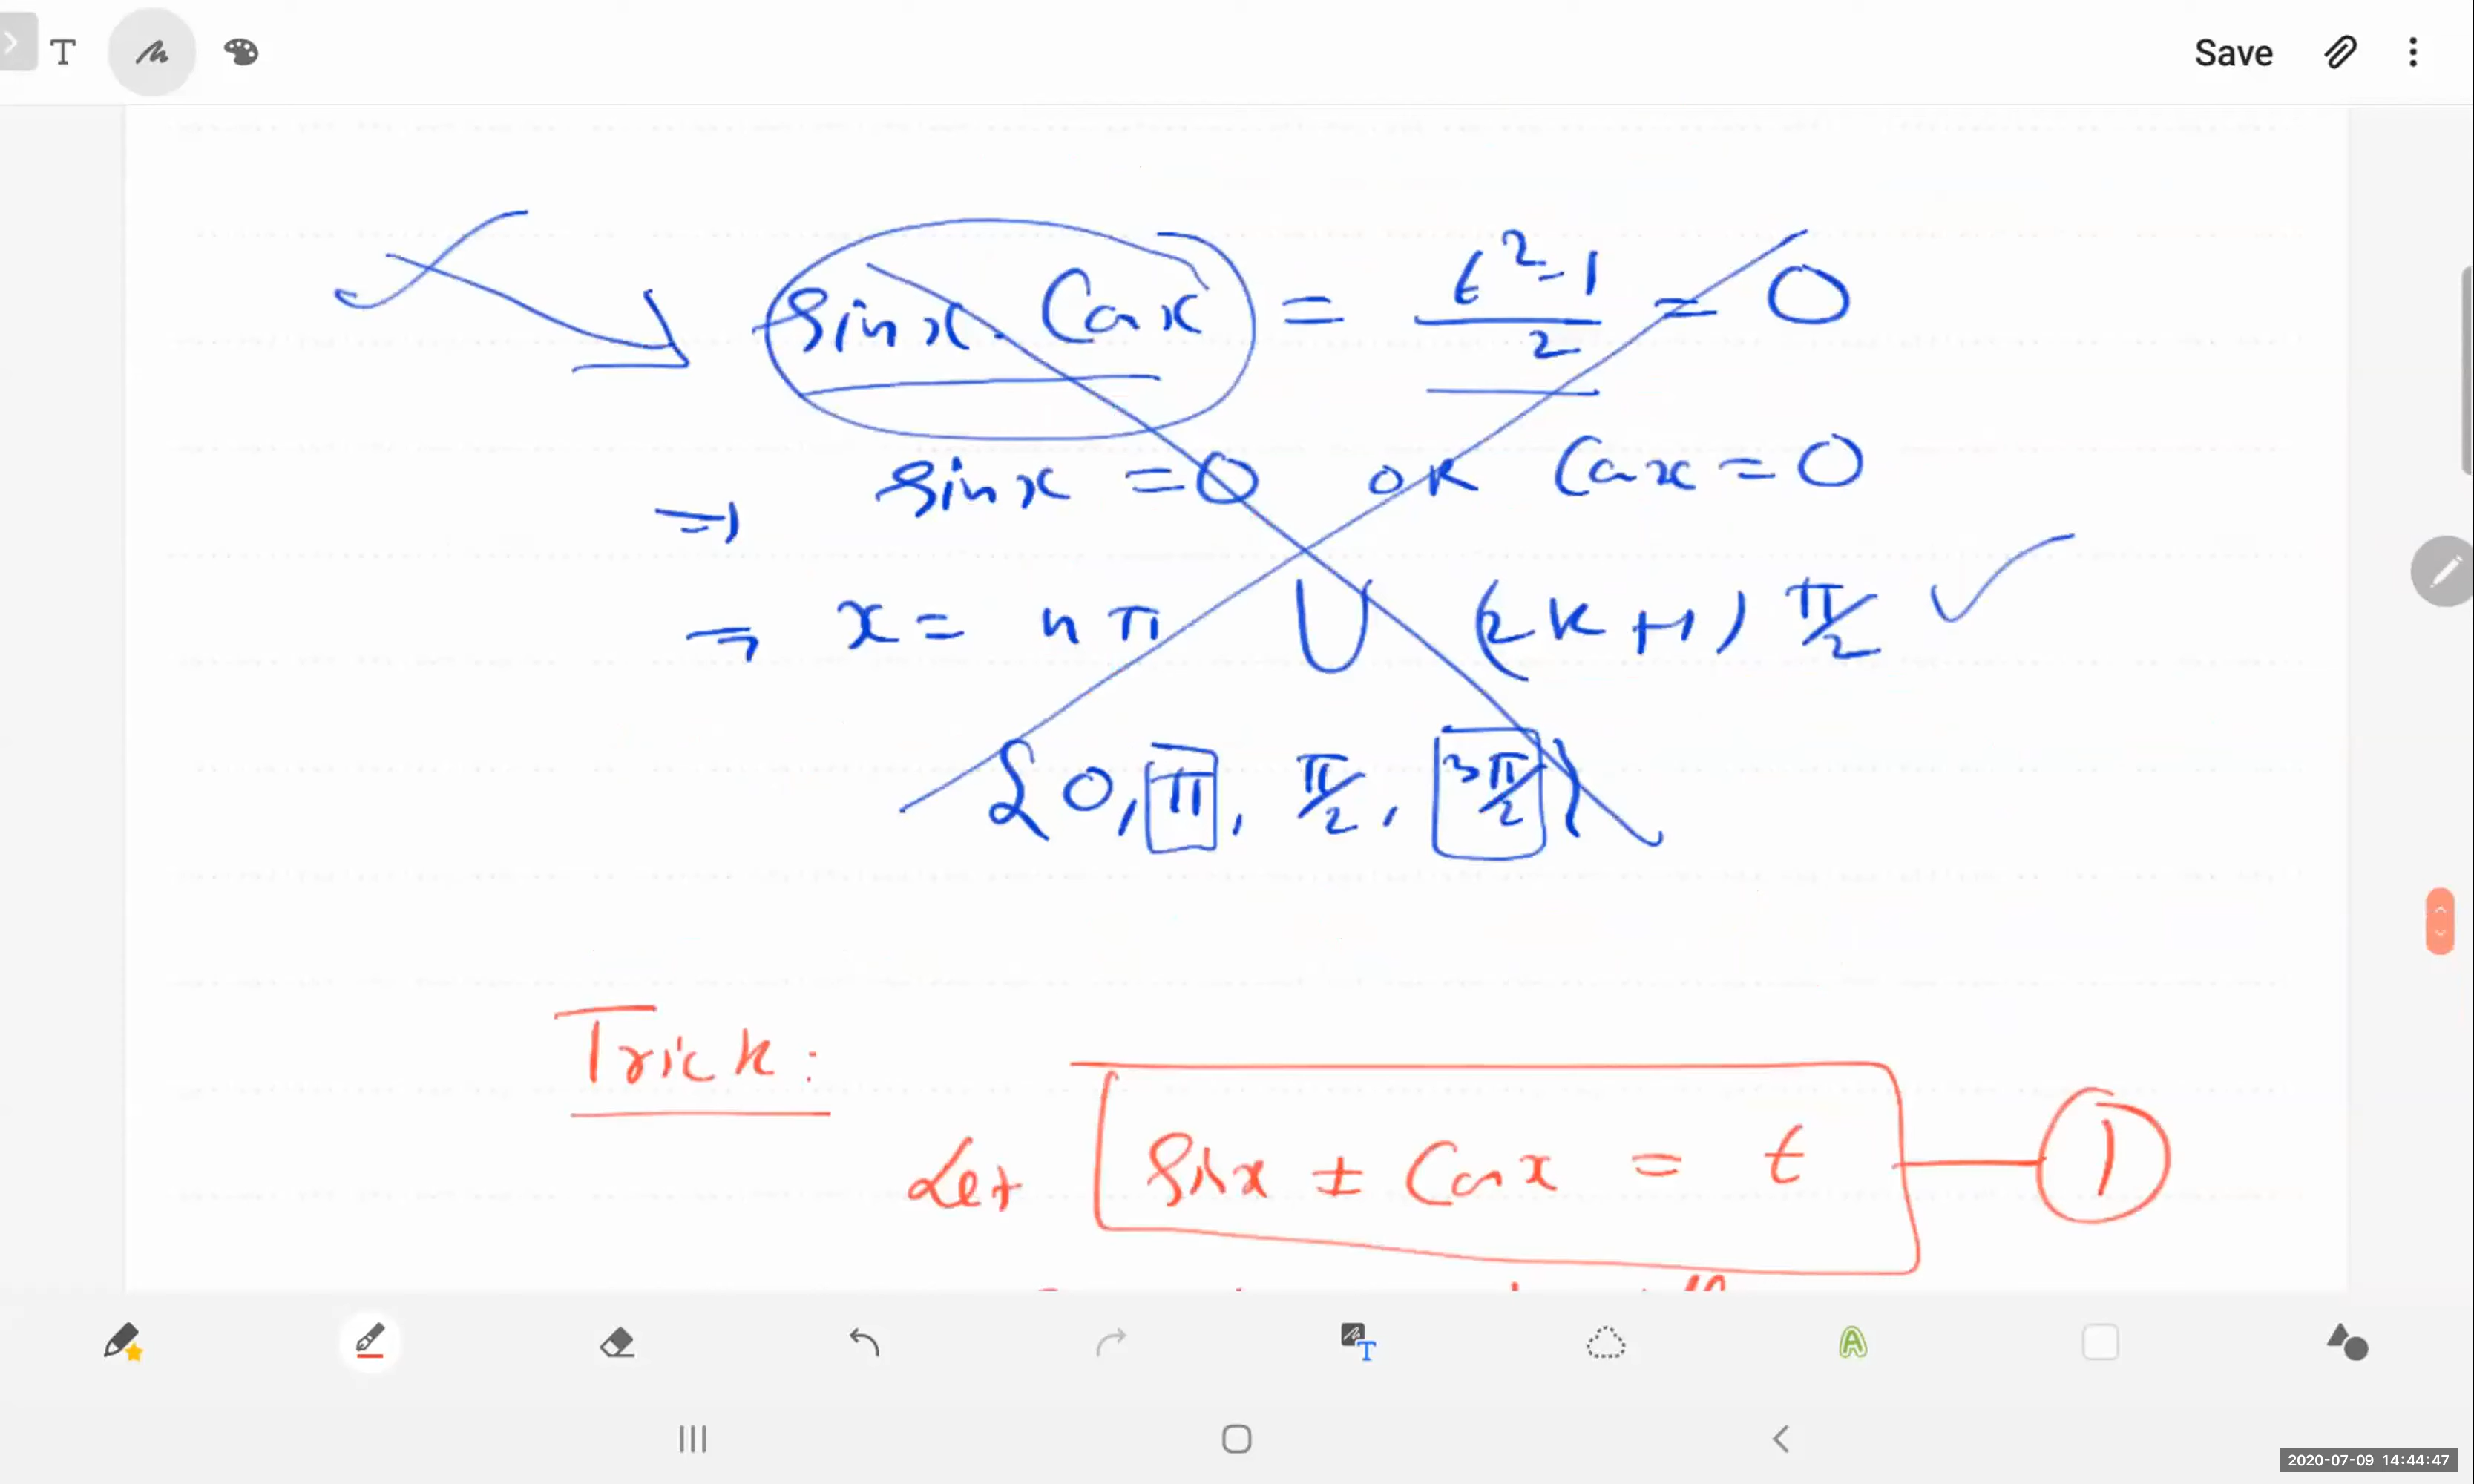 T Save
sinx . Cosx = t²-1/2 = 0
⇒ sinx = 0 or Cosx = 0
⇒ x = nπ ∪ (2k+1) π/2 ✓
{0, π, π/2, 3π/2}
Trick:
Let sinx ± Cosx = t — 1
2020-07-09 14:44:47